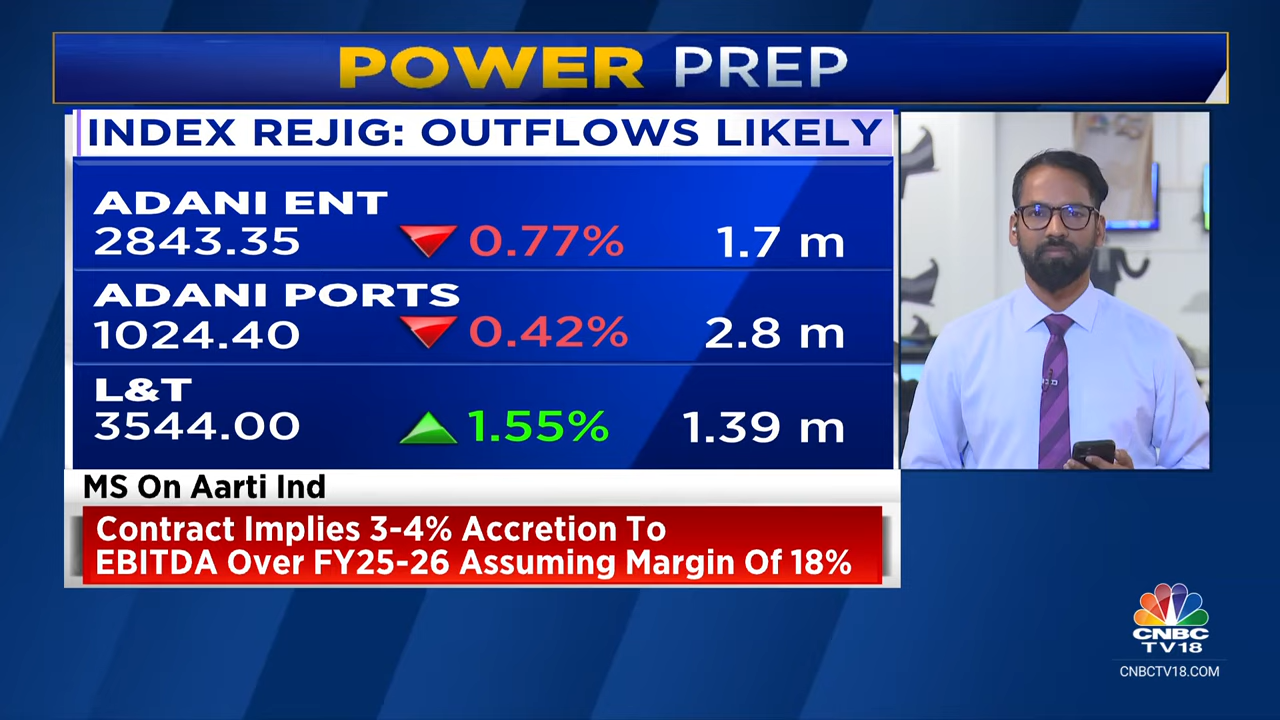 POWER PREP
INDEX REJIG: OUTFLOWS LIKELY
ADANI ENT
2843.35 0.77% 1.7 m
ADANI PORTS
1024.40 0.42% 2.8 m
L&T
3544.00 1.55% 1.39 m
MS On Aarti Ind
Contract Implies 3-4% Accretion To
EBITDA Over FY25-26 Assuming Margin Of 18%
CNBC
TV18
CNBCTV18.COM